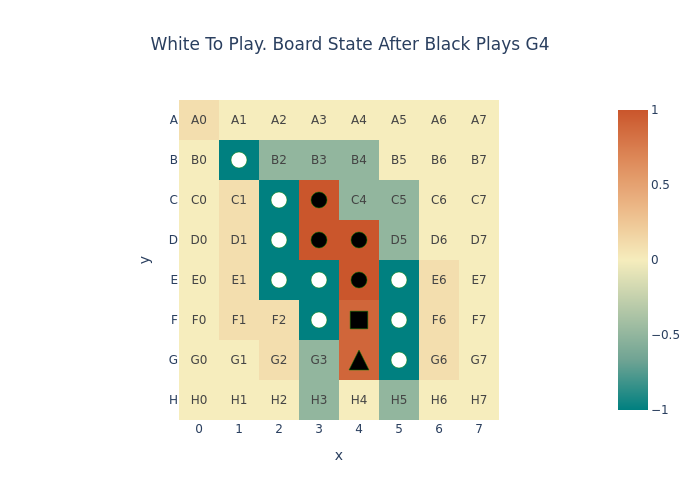 White To Play. Board State After Black Plays G4
A A0 A1 A2 A3 A4 A5 A6 A7
B B0 B2 B3 B4 B5 B6 B7
C C0 C1 C4 C5 C6 C7
D D0 D1 D5 D6 D7
E E0 E1 E6 E7
F F0 F1 F2 F6 F7
G G0 G1 G2 G3 G6 G7
H H0 H1 H2 H3 H4 H5 H6 H7
0 1 2 3 4 5 6 7
x
y
1
0.5
0
−0.5
−1